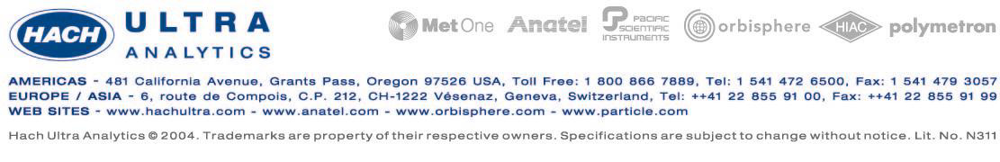 HACH ULTRA ANALYTICS
MetOne Anatel PACIFIC SCIENTIFIC INSTRUMENTS orbisphere HIAC polymetron
AMERICAS - 481 California Avenue, Grants Pass, Oregon 97526 USA, Toll Free: 1 800 866 7889, Tel: 1 541 472 6500, Fax: 1 541 479 3057
EUROPE / ASIA - 6, route de Compois, C.P. 212, CH-1222 Vésenaz, Geneva, Switzerland, Tel: ++41 22 855 91 00, Fax: ++41 22 855 91 99
WEB SITES - www.hachultra.com - www.anatel.com - www.orbisphere.com - www.particle.com
Hach Ultra Analytics © 2004. Trademarks are property of their respective owners. Specifications are subject to change without notice. Lit. No. N311